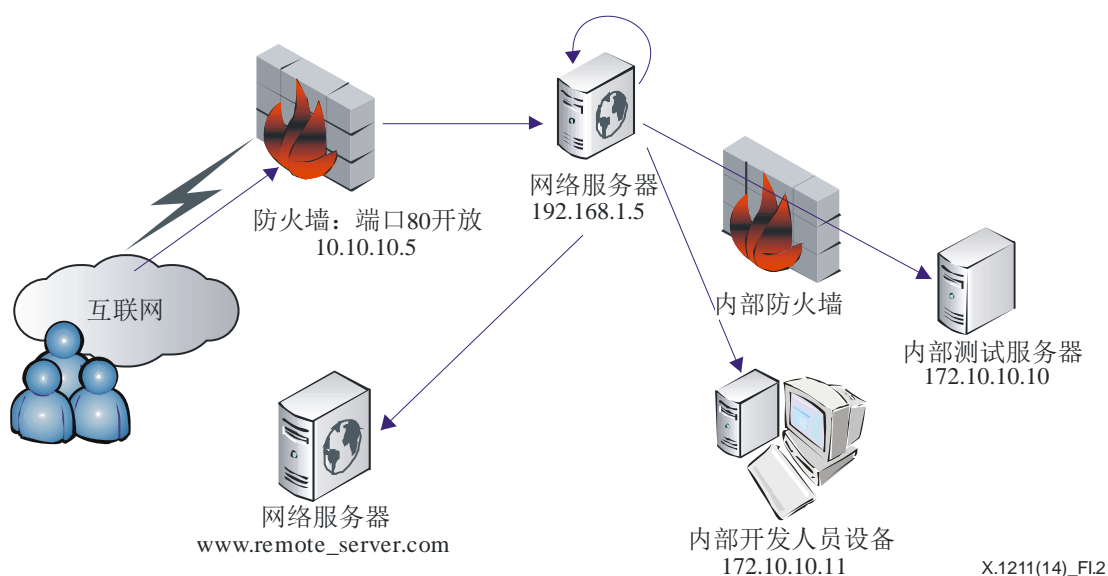 网络服务器
192.168.1.5
防火墙：端口80开放
10.10.10.5
互联网
内部防火墙
内部测试服务器
172.10.10.10
网络服务器
www.remote_server.com
内部开发人员设备
172.10.10.11
X.1211(14)_FI.2